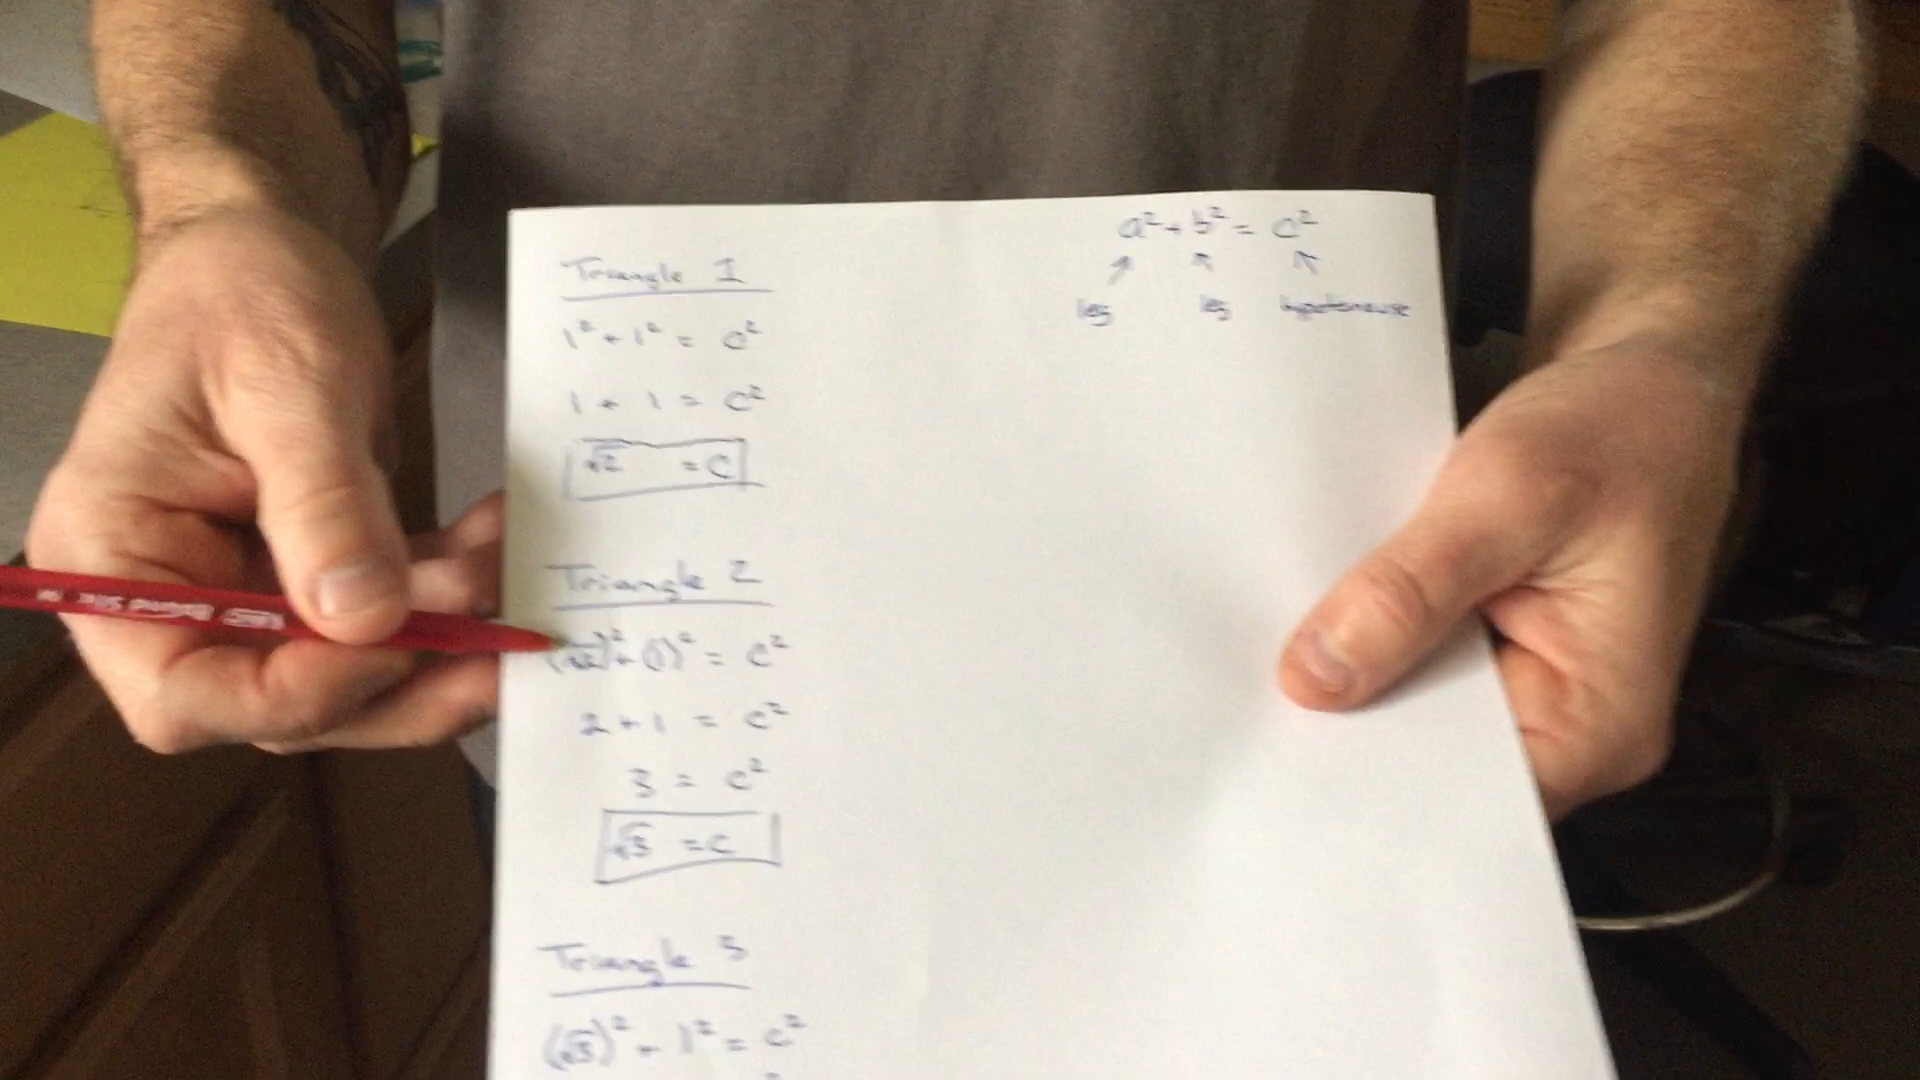 a² + b² = c²
leg leg hypotenuse
Triangle 1
1² + 1² = c²
1 + 1 = c²
√2 = c
Triangle 2
(√2)² + (1)² = c²
2 + 1 = c²
3 = c²
√3 = c
Triangle 3
(√3)² + 1² = c²